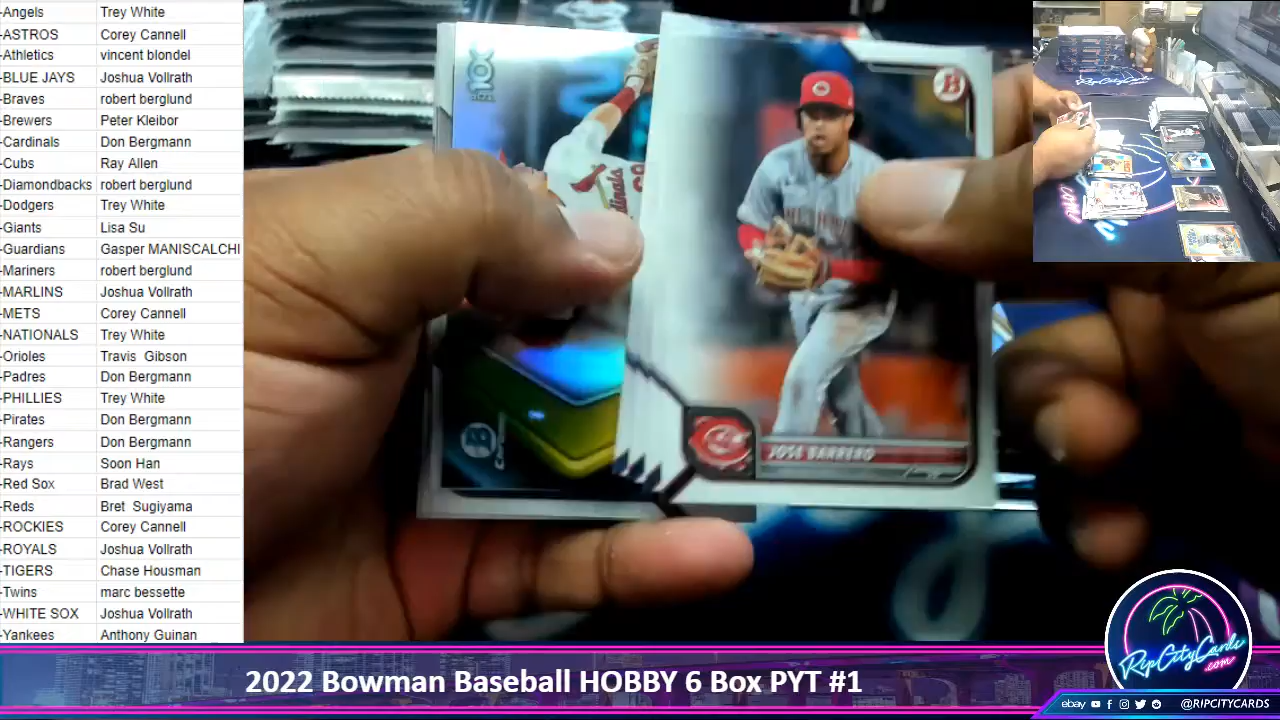 -Angels Trey White
-ASTROS Corey Cannell
-Athletics vincent blondel
-BLUE JAYS Joshua Vollrath
-Braves robert berglund
-Brewers Peter Kleibor
-Cardinals Don Bergmann
-Cubs Ray Allen
-Diamondbacks robert berglund
-Dodgers Trey White
-Giants Lisa Su
-Guardians Gasper MANISCALCHI
-Mariners robert berglund
-MARLINS Joshua Vollrath
-METS Corey Cannell
-NATIONALS Trey White
-Orioles Travis Gibson
-Padres Don Bergmann
-PHILLIES Trey White
-Pirates Don Bergmann
-Rangers Don Bergmann
-Rays Soon Han
-Red Sox Brad West
-Reds Bret Sugiyama
-ROCKIES Corey Cannell
-ROYALS Joshua Vollrath
-TIGERS Chase Housman
-Twins marc bessette
-WHITE SOX Joshua Vollrath
-Yankees Anthony Guinan
JOSE BARRERO
RipCityCards
.com
2022 Bowman Baseball HOBBY 6 Box PYT #1
ebay @RIPCITYCARDS